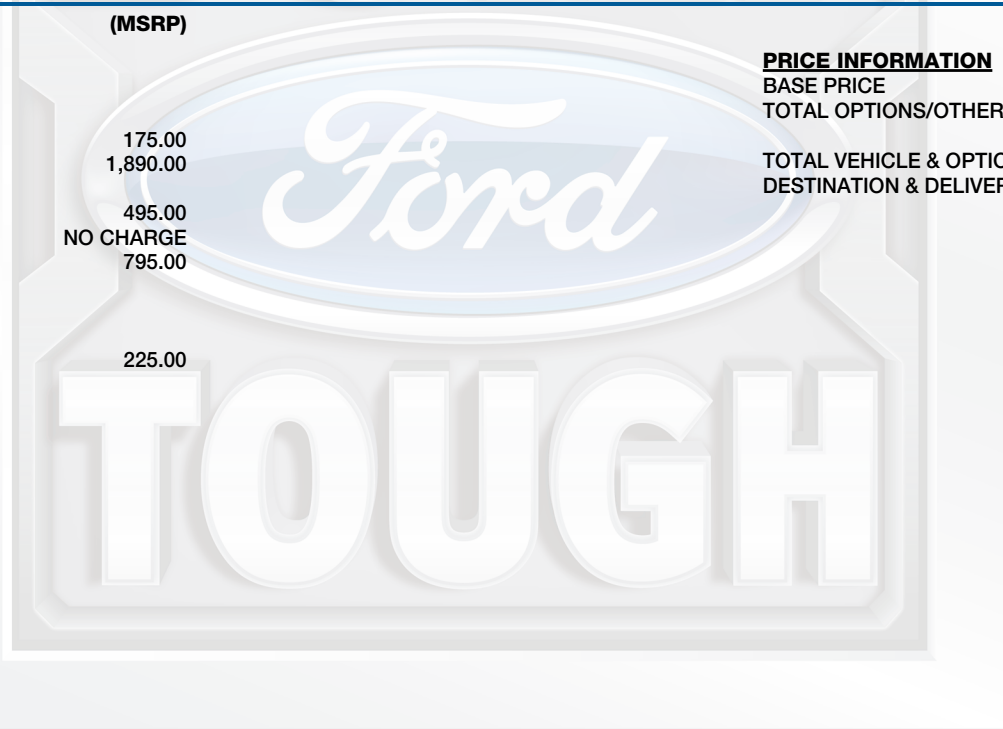 (MSRP)
175.00
1,890.00
495.00
NO CHARGE
795.00
225.00
PRICE INFORMATION
BASE PRICE
TOTAL OPTIONS/OTHER
TOTAL VEHICLE & OPTIO
DESTINATION & DELIVER
Ford
TOUGH